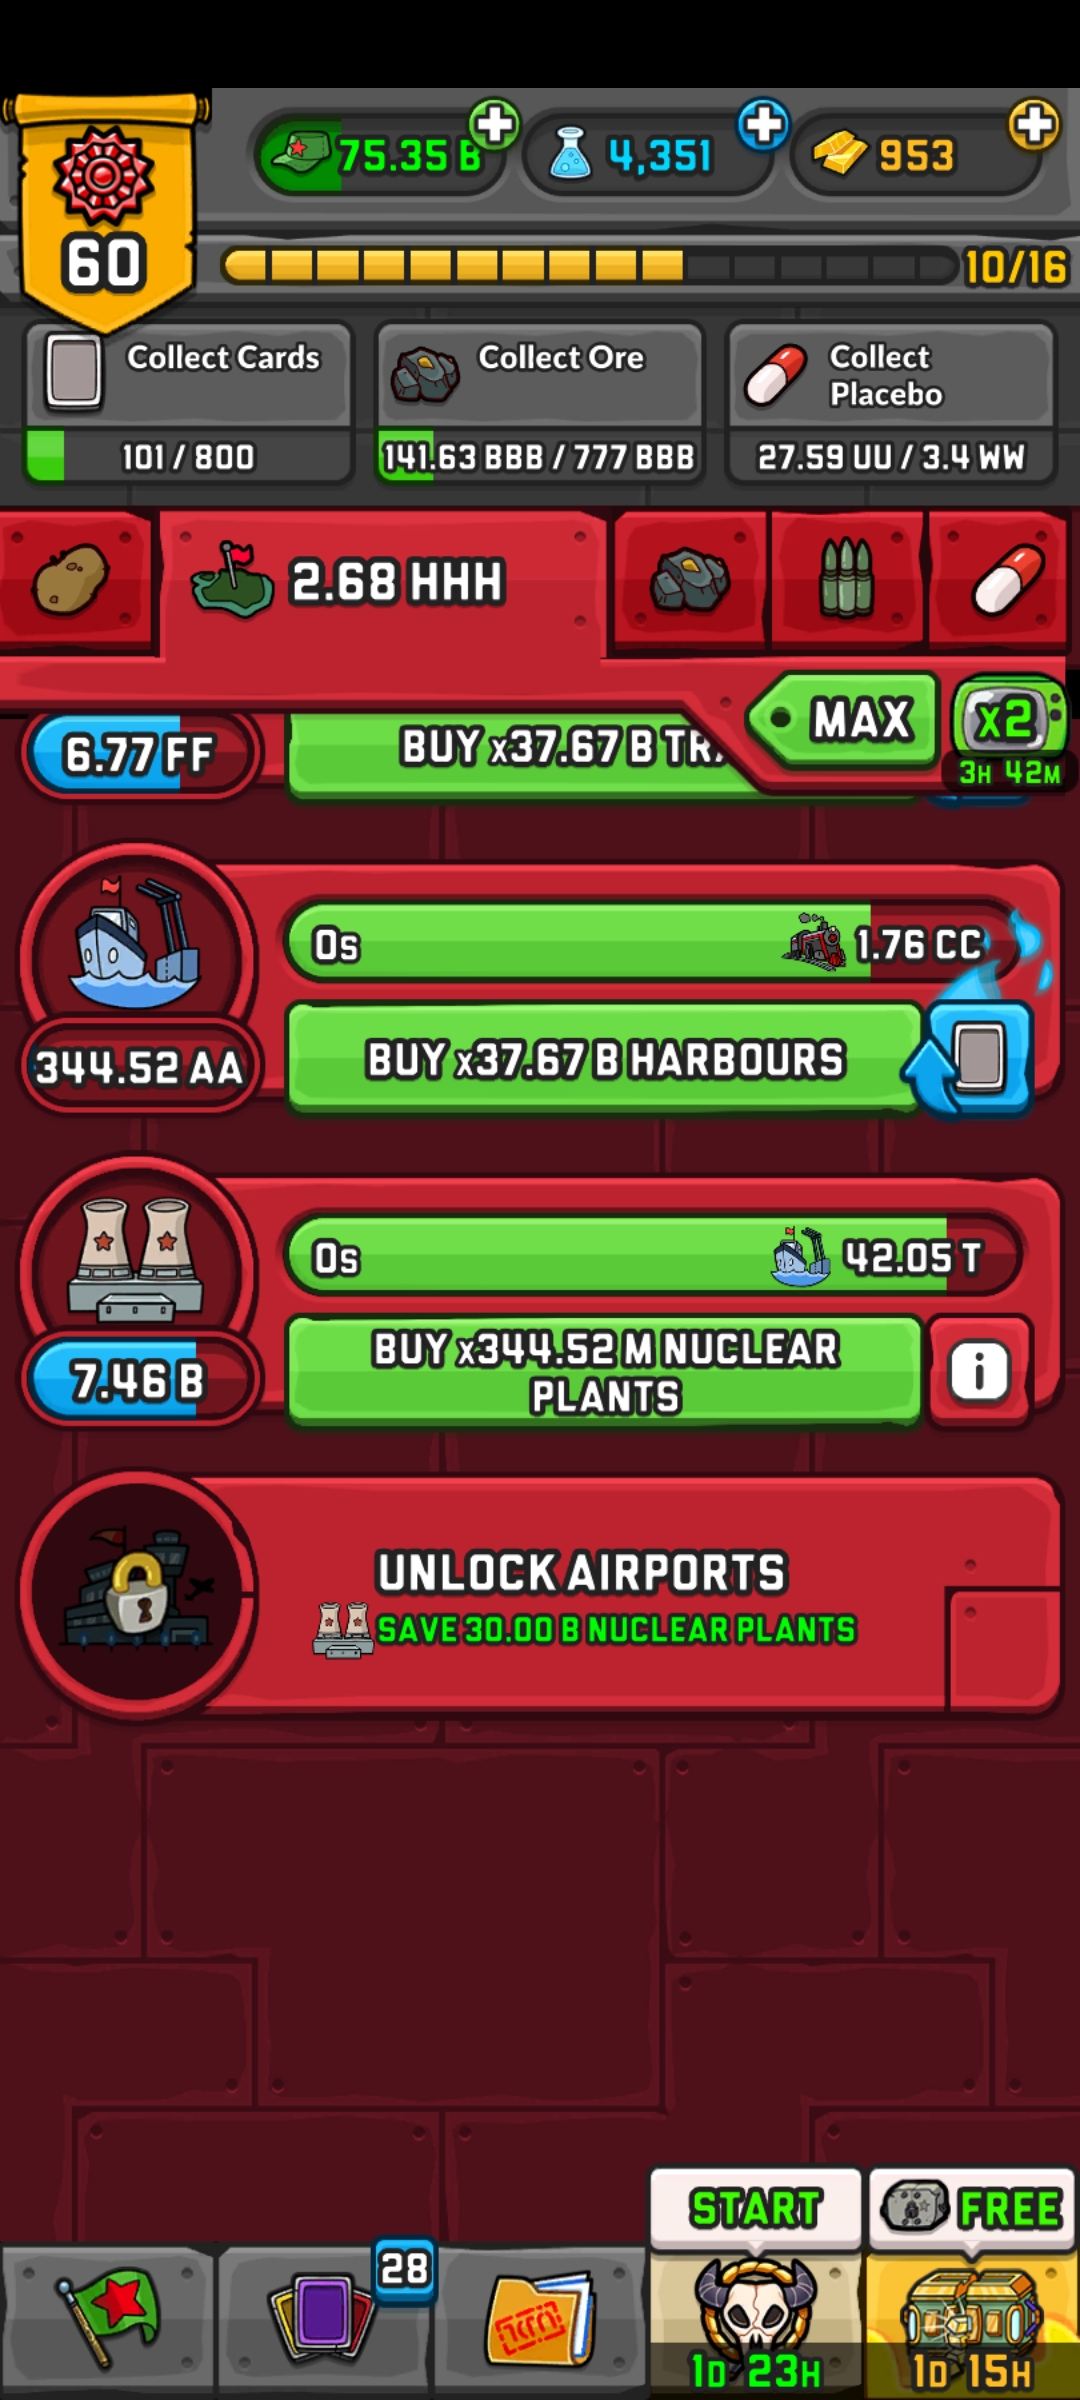 75.35 B
4,351
953
60
10/16
Collect Cards
101 / 800
Collect Ore
141.63 BBB / 777 BBB
Collect
Placebo
27.59 UU / 3.4 WW
2.68 HHH
MAX
x2
3H 42M
6.77 FF
BUY x37.67 B
0s
1.76 CC
344.52 AA
BUY x37.67 B HARBOURS
0s
42.05 T
7.46 B
BUY x344.52 M NUCLEAR
PLANTS
i
UNLOCK AIRPORTS
SAVE 30.00 B NUCLEAR PLANTS
START
FREE
28
1D 23H
1D 15H